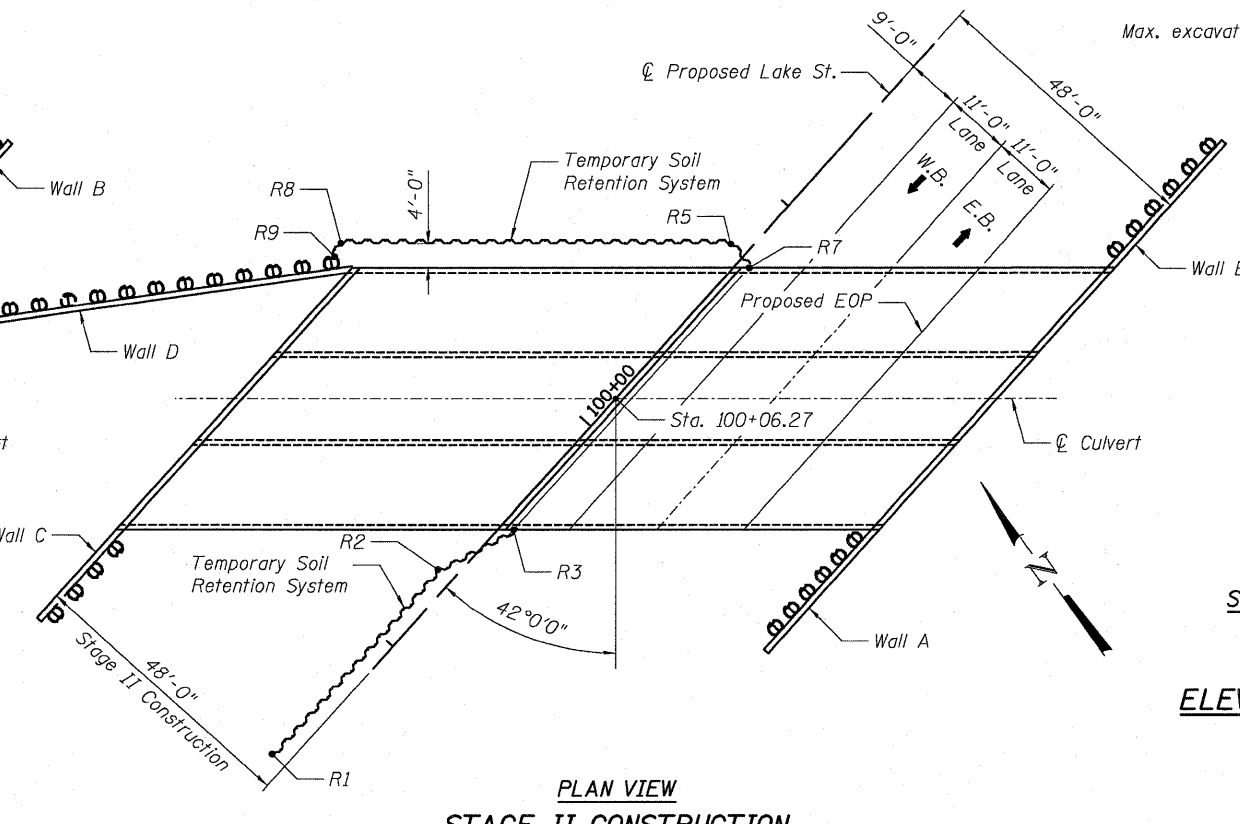 Max. excavat
9'-0"
℄ Proposed Lake St.
48'-0"
11'-0"
Lane
11'-0"
Lane
W.B.
E.B.
Wall B
R8
R9
4'-0"
Temporary Soil
Retention System
R5
R7
Proposed EOP
Wall D
100+00
Sta. 100+06.27
℄ Culvert
Wall C
R2
Temporary Soil
Retention System
R3
42°0'0"
N
Wall A
48'-0"
Stage II Construction
R1
ELEV
PLAN VIEW
STAGE II CONSTRUCTION